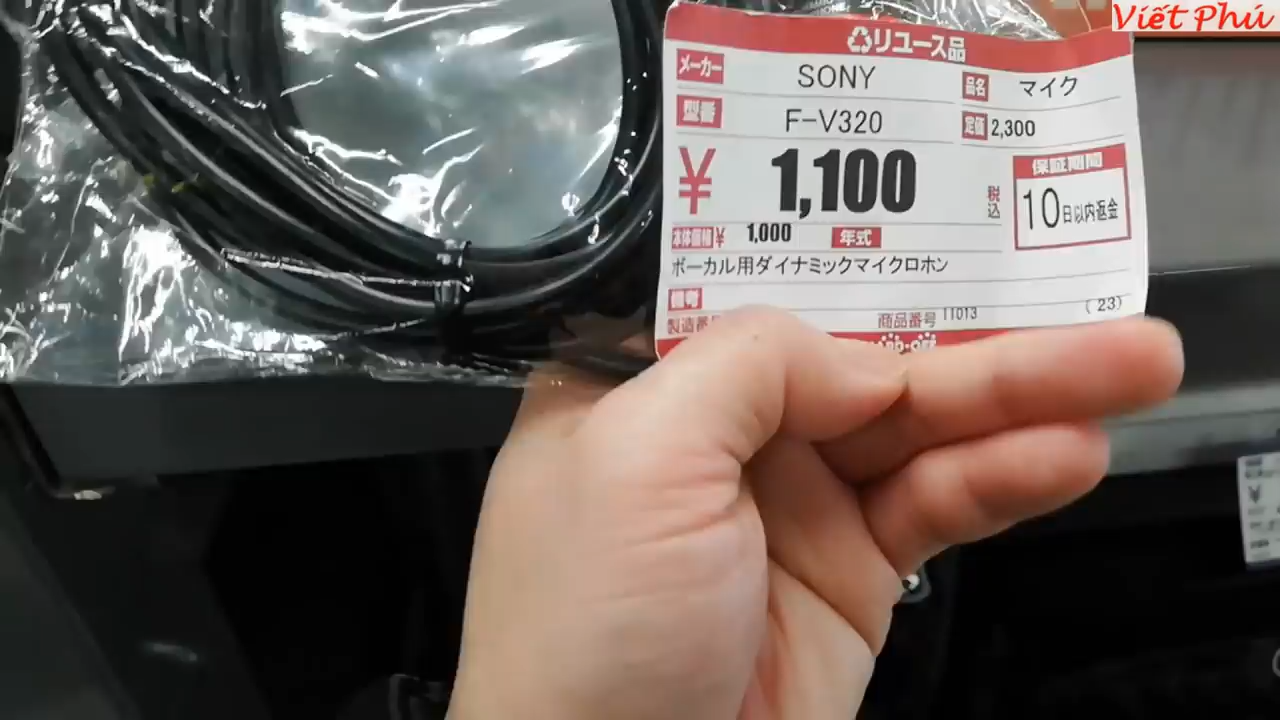 Viết Phú
リユース品
メーカー SONY 品名 マイク
型番 F-V320 定価 2,300
¥ 1,100 税込
保証期間
10日以内返金
本体価格¥ 1,000 年式
ボーカル用ダイナミックマイクロホン
備考
製造番 商品番号 11013 (23)